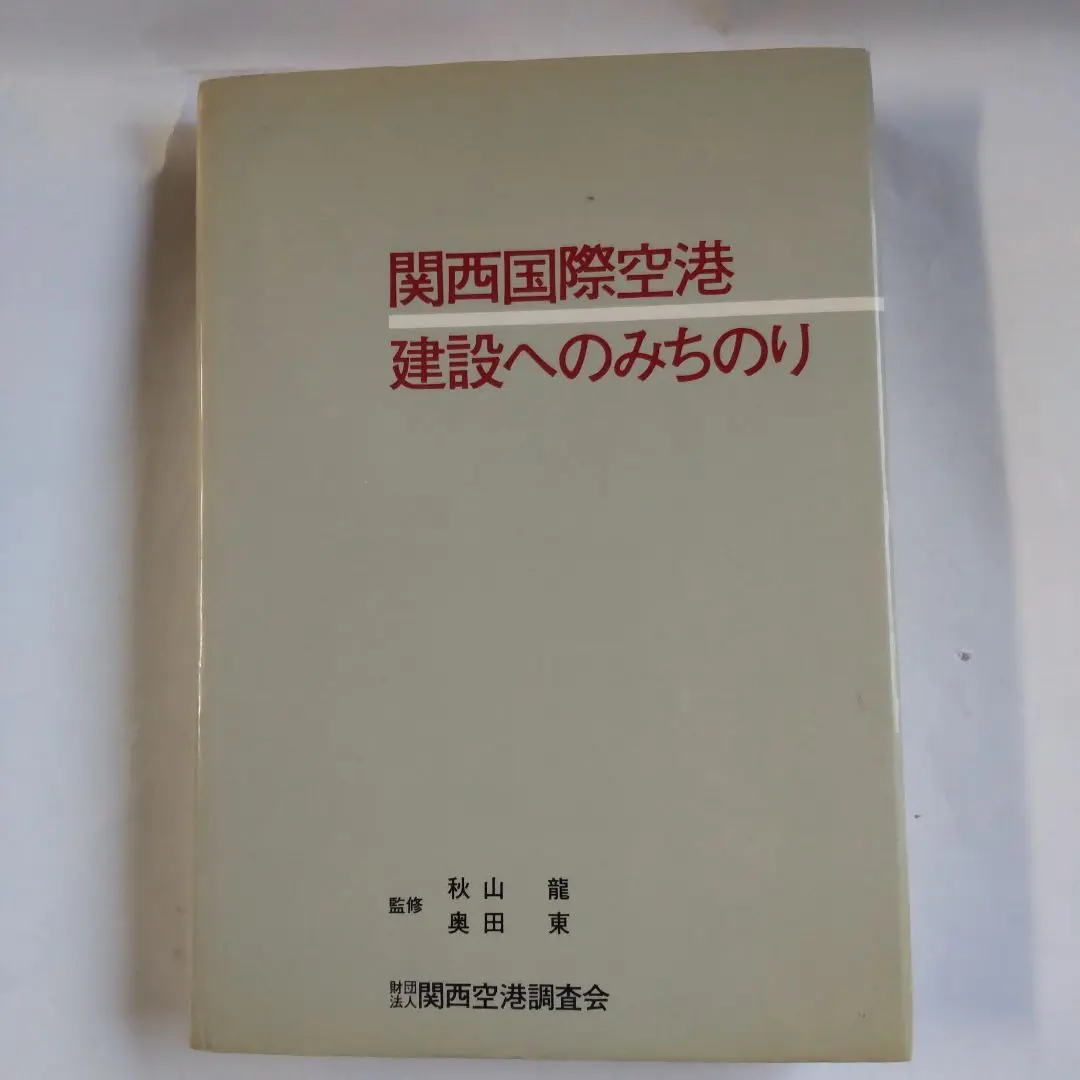 関西国際空港
建設へのみちのり
監修
秋山 龍
奥田 東
財団法人 関西空港調査会